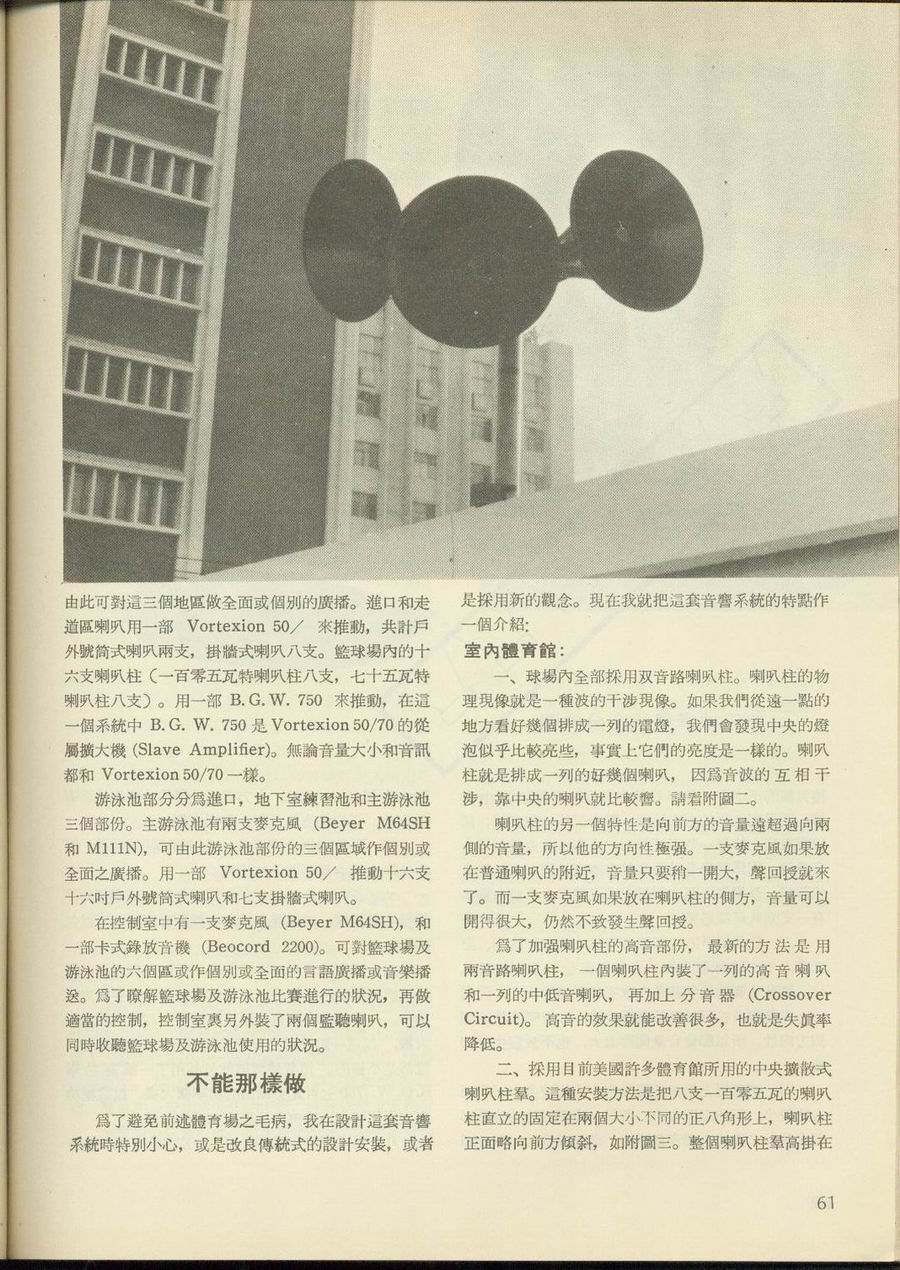 由此可對這三個地區做全面或個別的廣播。進口和走
道區喇叭用一部 Vortexion 50/ 來推動，共計戶
外號筒式喇叭兩支，掛牆式喇叭八支。籃球場內的十
六支喇叭柱（一百零五瓦特喇叭柱八支，七十五瓦特
喇叭柱八支）。用一部 B.G.W. 750 來推動，在這
一個系統中 B.G. W. 750 是 Vortexion 50/70 的從
屬擴大機 (Slave Amplifier)。無論音量大小和音訊
都和 Vortexion 50/70 一樣。
游泳池部分分爲進口，地下室練習池和主游泳池
三個部份。主游泳池有兩支麥克風 (Beyer M64SH
和 M111N)，可由此游泳池部份的三個區域作個別或
全面之廣播。用一部 Vortexion 50/ 推動十六支
十六吋戶外號筒式喇叭和七支掛牆式喇叭。
在控制室中有一支麥克風 (Beyer M64SH)，和
一部卡式錄放音機 (Beocord 2200)。可對籃球場及
游泳池的六個區或作個別或全面的言語廣播或音樂播
送。爲了瞭解籃球場及游泳池比賽進行的狀況，再做
適當的控制，控制室裏另外裝了兩個監聽喇叭，可以
同時收聽籃球場及游泳池使用的狀況。
不能那樣做
爲了避免前述體育場之毛病，我在設計這套音響
系統時特別小心，或是改良傳統式的設計安裝，或者
是採用新的觀念。現在我就把這套音響系統的特點作
一個介紹：
室內體育館：
一、球場內全部採用双音路喇叭柱。喇叭柱的物
理現像就是一種波的干涉現像。如果我們從遠一點的
地方看好幾個排成一列的電燈，我們會發現中央的燈
泡似乎比較亮些，事實上它們的亮度是一樣的。喇叭
柱就是排成一列的好幾個喇叭，因爲音波的互相干
涉，靠中央的喇叭就比較響。請看附圖二。
喇叭柱的另一個特性是向前方的音量遠超過向兩
側的音量，所以他的方向性極强。一支麥克風如果放
在普通喇叭的附近，音量只要稍一開大，聲回授就來
了。而一支麥克風如果放在喇叭柱的側方，音量可以
開得很大，仍然不致發生聲回授。
爲了加强喇叭柱的高音部份，最新的方法是用
兩音路喇叭柱，一個喇叭柱內裝了一列的高音喇叭
和一列的中低音喇叭，再加上分音器 (Crossover
Circuit)。高音的效果就能改善很多，也就是失眞率
降低。
二、採用目前美國許多體育館所用的中央擴散式
喇叭柱羣。這種安裝方法是把八支一百零五瓦的喇叭
柱直立的固定在兩個大小不同的正八角形上，喇叭柱
正面略向前方傾斜，如附圖三。整個喇叭柱羣高掛在
61